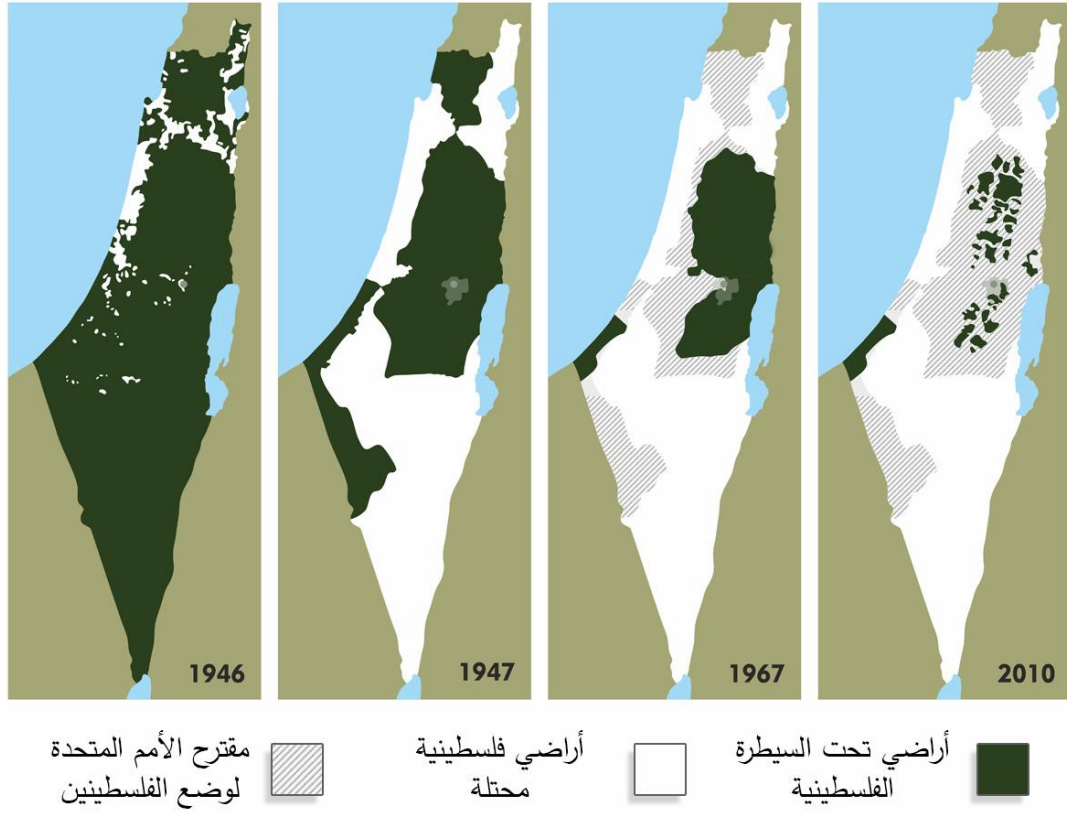 1946
1947
1967
2010
أراضي تحت السيطرة
الفلسطينية
أراضي فلسطينية
محتلة
مقترح الأمم المتحدة
لوضع الفلسطينين